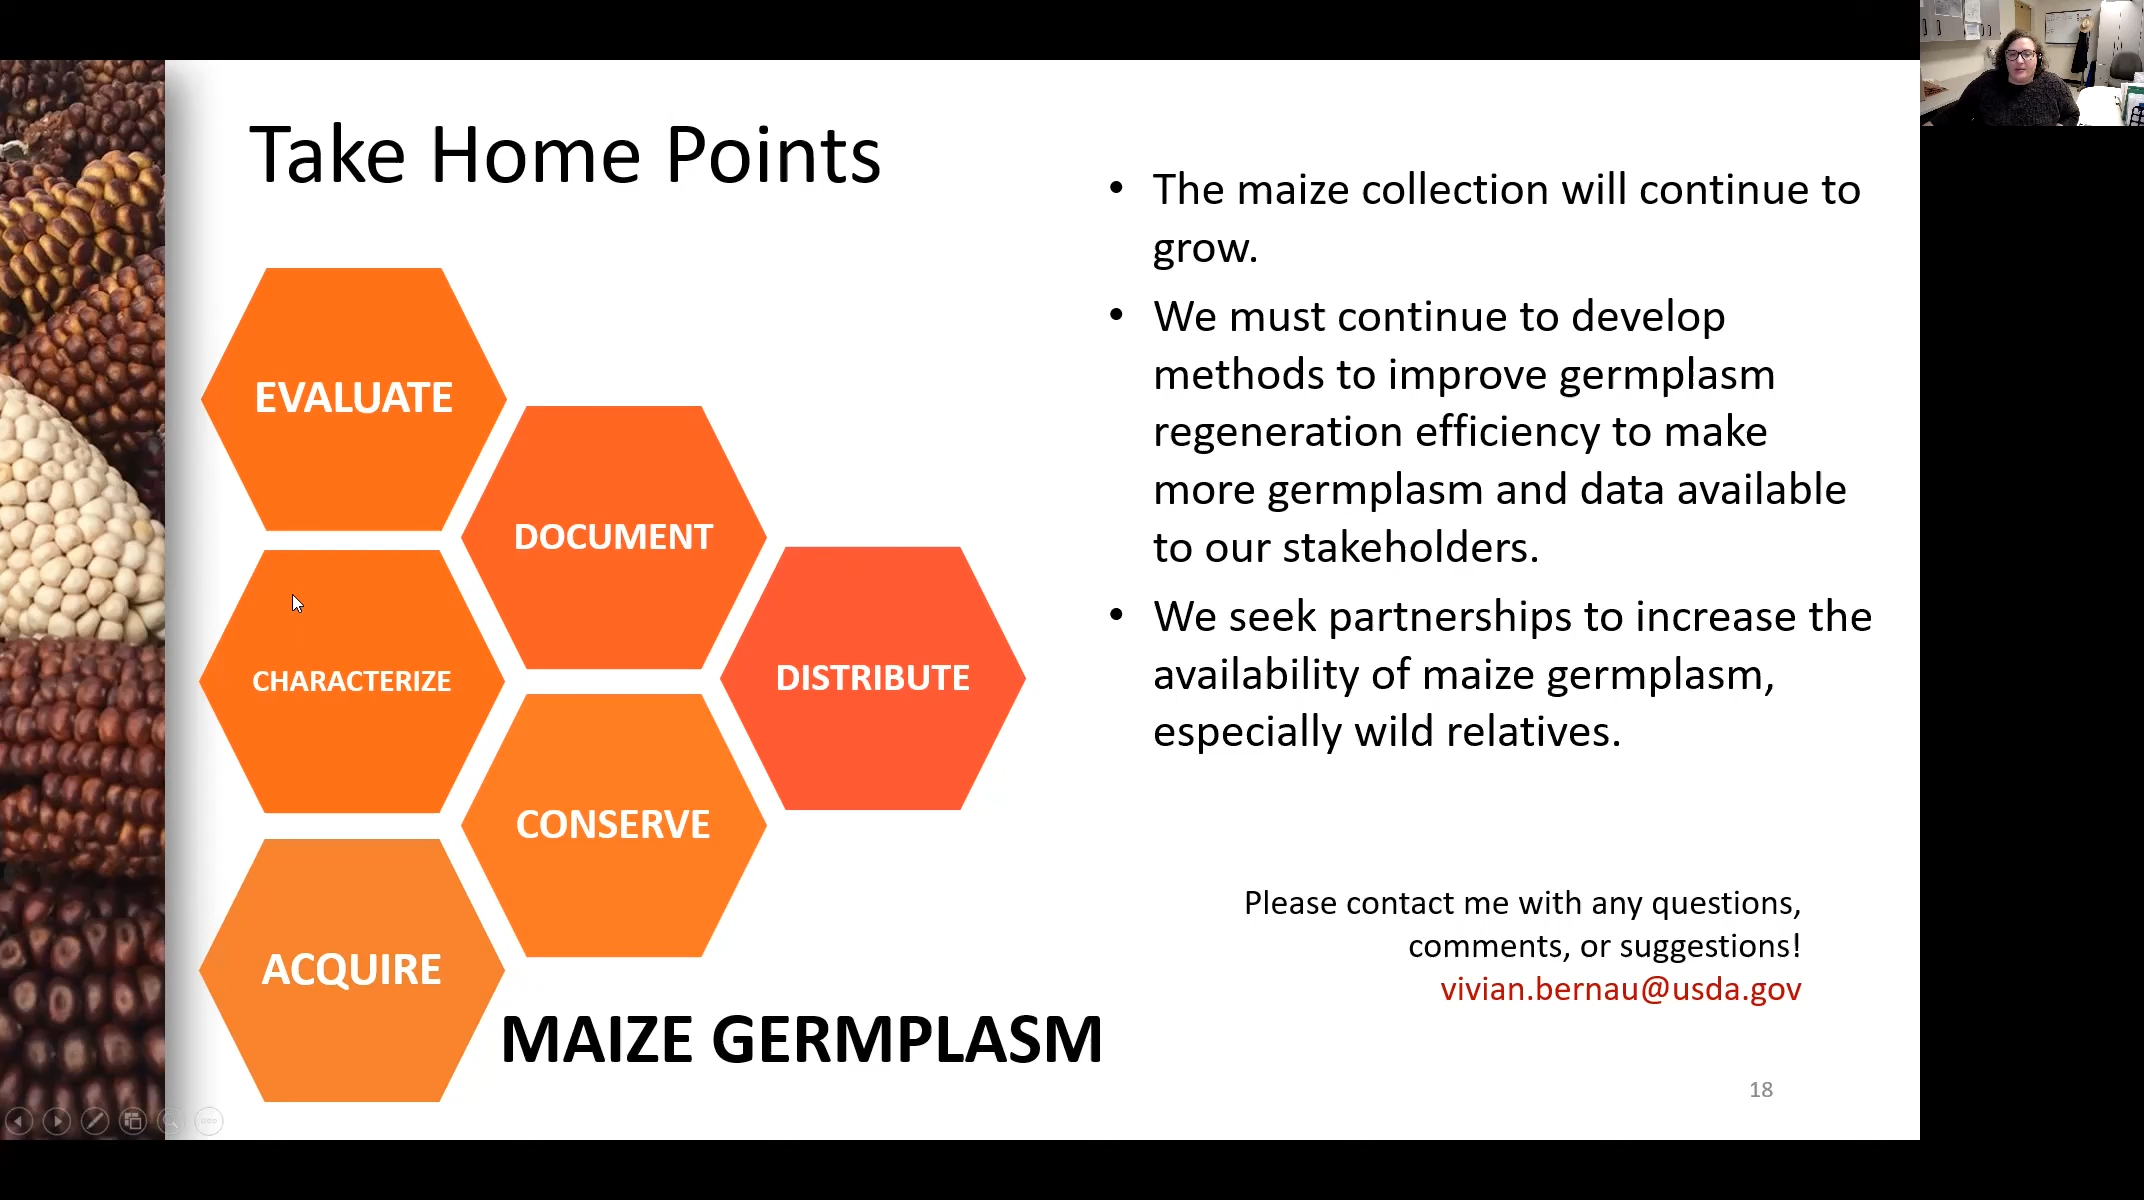 Take Home Points
EVALUATE
DOCUMENT
CHARACTERIZE
DISTRIBUTE
CONSERVE
ACQUIRE
MAIZE GERMPLASM
• The maize collection will continue to
grow.
• We must continue to develop
methods to improve germplasm
regeneration efficiency to make
more germplasm and data available
to our stakeholders.
• We seek partnerships to increase the
availability of maize germplasm,
especially wild relatives.
Please contact me with any questions,
comments, or suggestions!
vivian.bernau@usda.gov
18